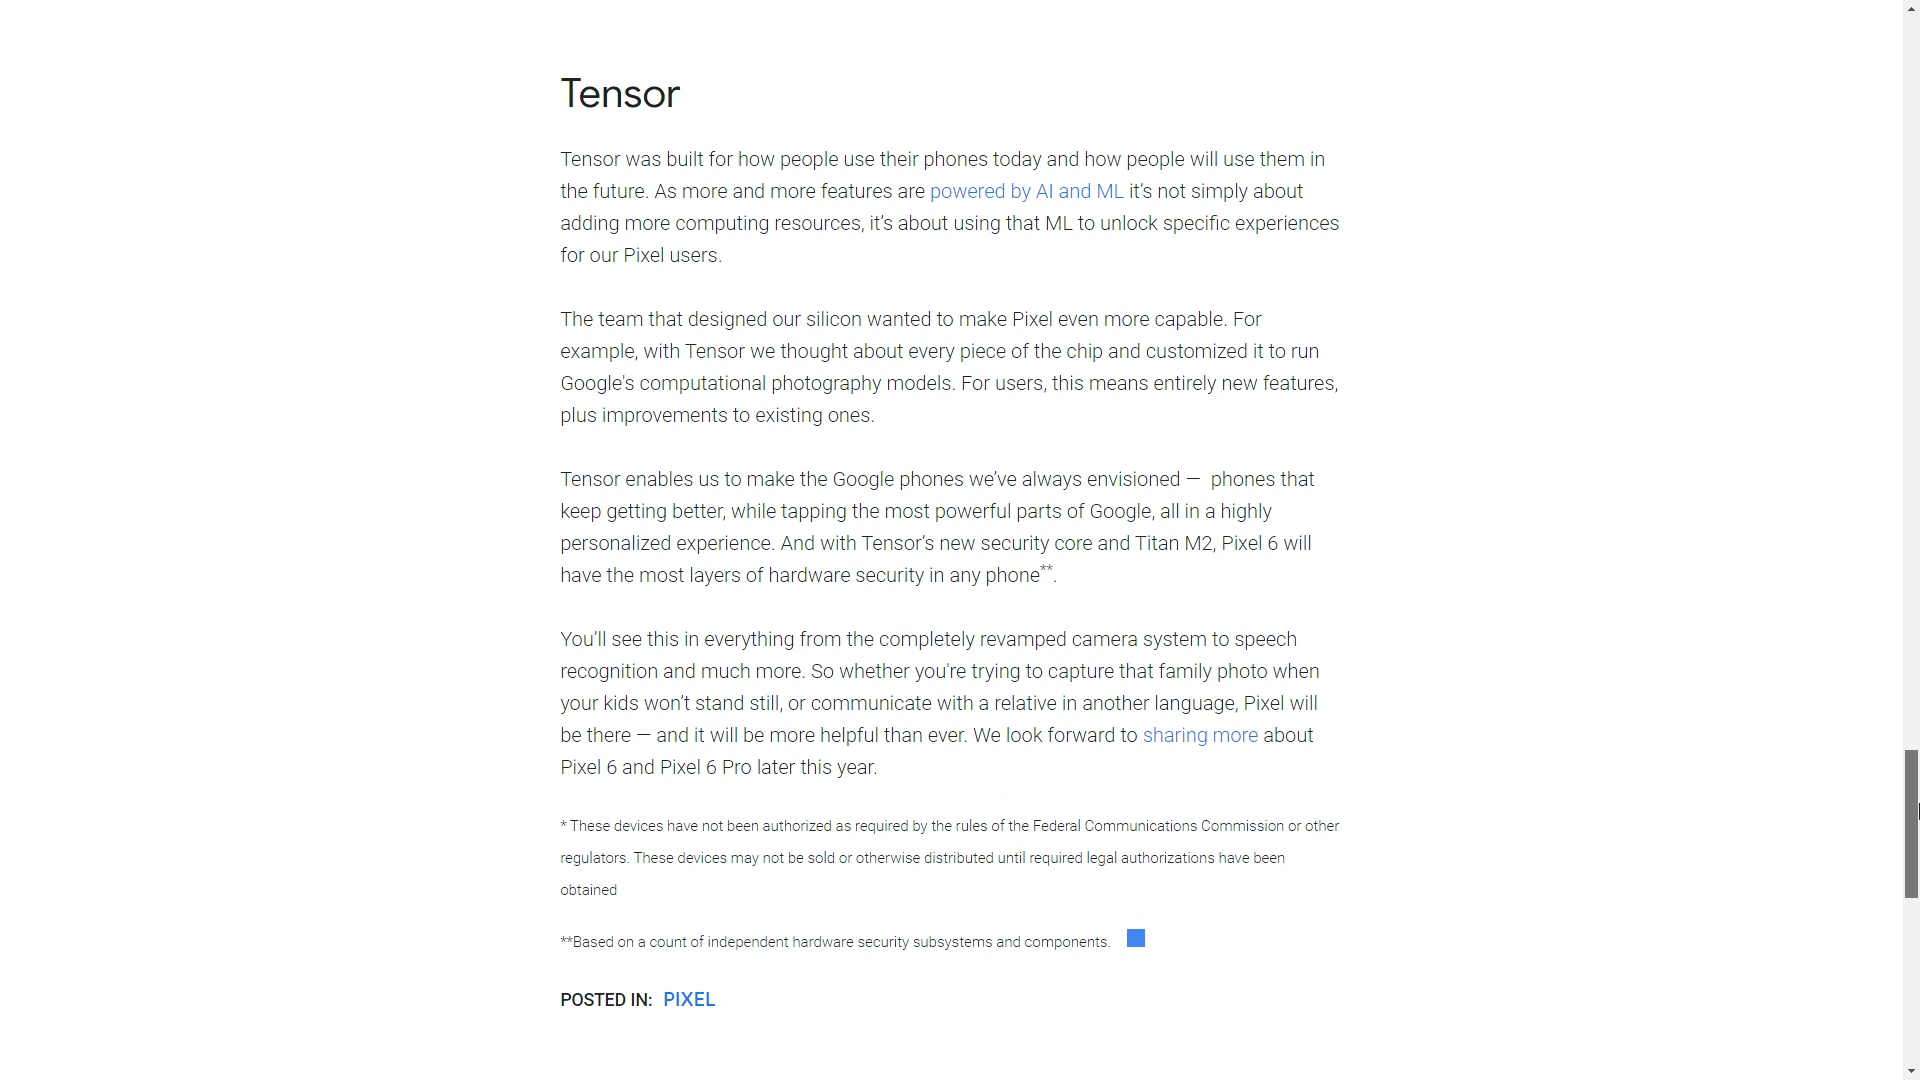 Tensor
Tensor was built for how people use their phones today and how people will use them in
the future. As more and more features are powered by AI and ML it’s not simply about
adding more computing resources, it’s about using that ML to unlock specific experiences
for our Pixel users.
The team that designed our silicon wanted to make Pixel even more capable. For
example, with Tensor we thought about every piece of the chip and customized it to run
Google's computational photography models. For users, this means entirely new features,
plus improvements to existing ones.
Tensor enables us to make the Google phones we’ve always envisioned — phones that
keep getting better, while tapping the most powerful parts of Google, all in a highly
personalized experience. And with Tensor’s new security core and Titan M2, Pixel 6 will
have the most layers of hardware security in any phone**.
You’ll see this in everything from the completely revamped camera system to speech
recognition and much more. So whether you're trying to capture that family photo when
your kids won’t stand still, or communicate with a relative in another language, Pixel will
be there — and it will be more helpful than ever. We look forward to sharing more about
Pixel 6 and Pixel 6 Pro later this year.
* These devices have not been authorized as required by the rules of the Federal Communications Commission or other
regulators. These devices may not be sold or otherwise distributed until required legal authorizations have been
obtained
**Based on a count of independent hardware security subsystems and components.
POSTED IN: PIXEL